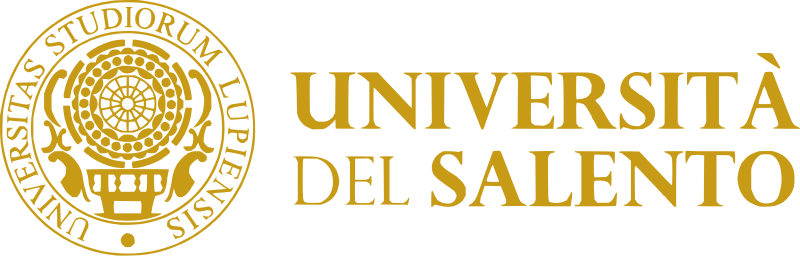 UNIVERSITAS STUDIORUM LUPIENSIS
UNIVERSITÀ
DEL SALENTO